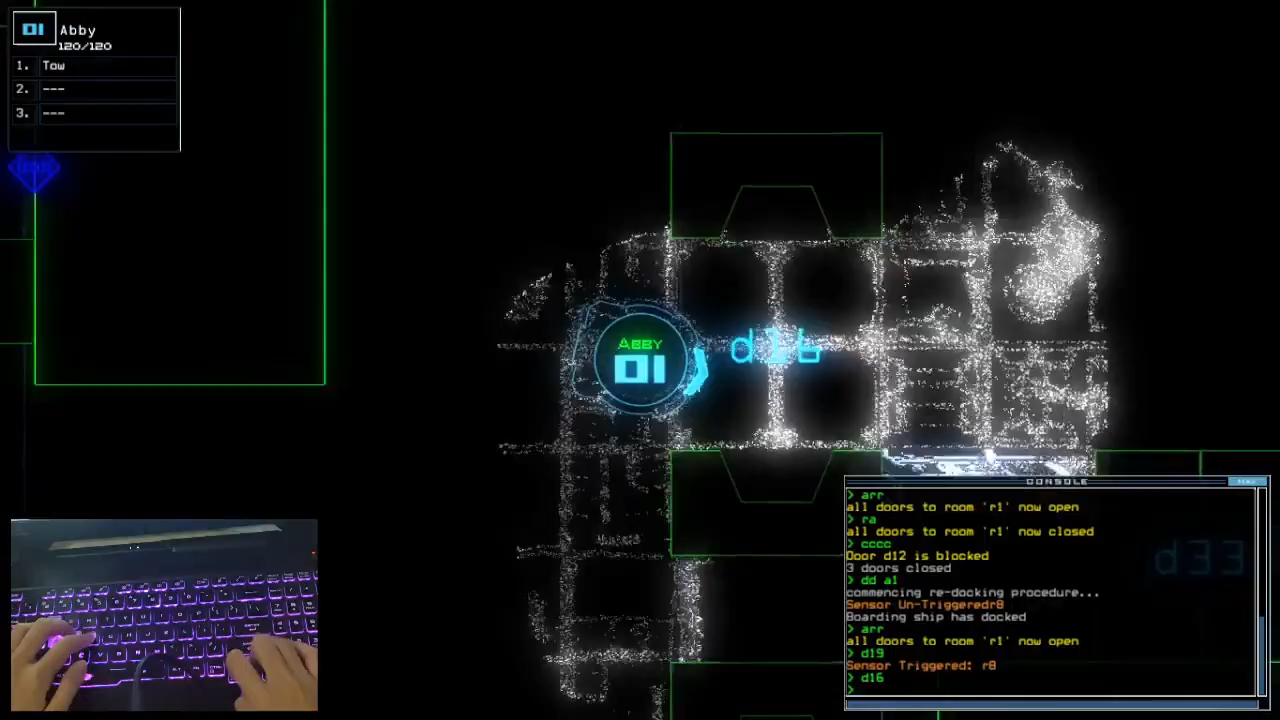 01 Abby
120/120
1. Tow
2. ---
3. ---
ABBY
01
d16
d33
CONSOLE
> arr
all doors to room 'r1' now open
> ra
all doors to room 'r1' now closed
> cccc
Door d12 is blocked
3 doors closed
> dd a1
commencing re-docking procedure...
Sensor Un-Triggeredr8
Boarding ship has docked
> arr
all doors to room 'r1' now open
> d19
Sensor Triggered: r8
> d16
>